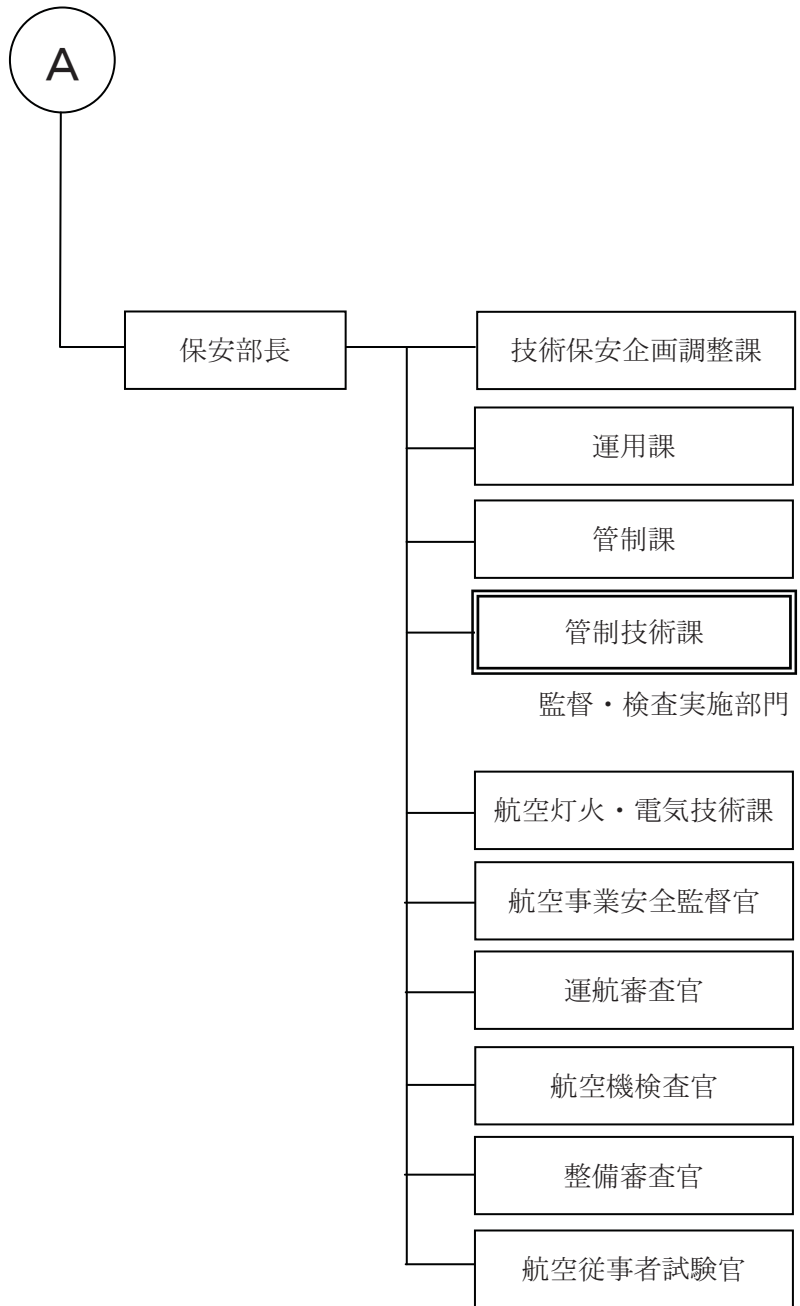 A
保安部長
技術保安企画調整課
運用課
管制課
管制技術課
監督・検査実施部門
航空灯火・電気技術課
航空事業安全監督官
運航審査官
航空機検査官
整備審査官
航空従事者試験官